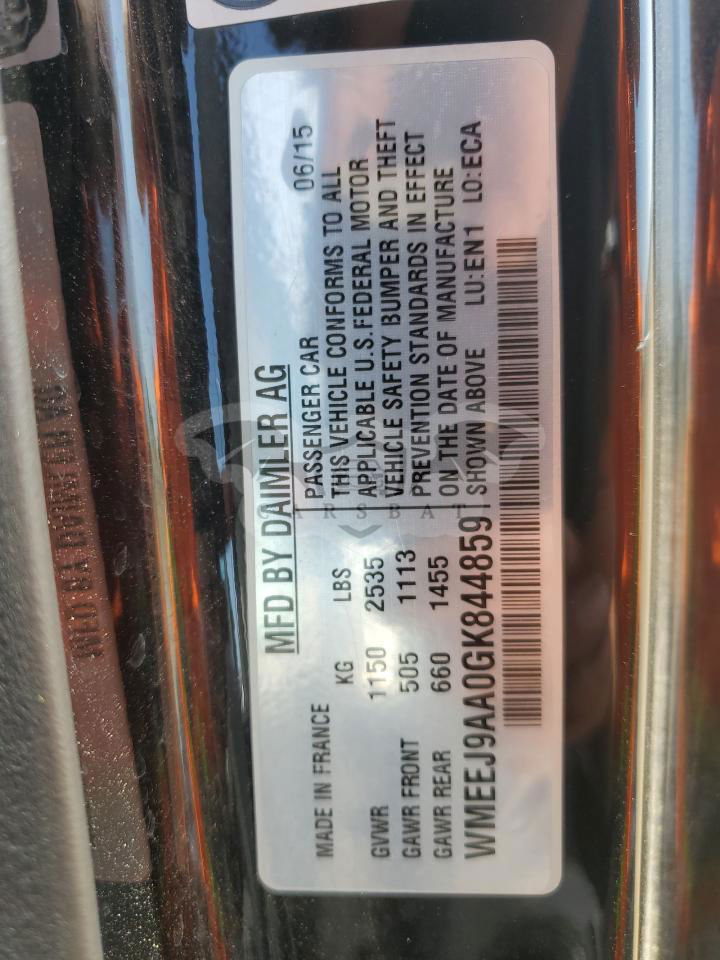 MFD BY DAIMLER AG
MADE IN FRANCE
PASSENGER CAR 06/15
KG LBS
THIS VEHICLE CONFORMS TO ALL
GVWR 1150 2535
APPLICABLE U.S. FEDERAL MOTOR
VEHICLE SAFETY BUMPER AND THEFT
GAWR FRONT 505 1113
PREVENTION STANDARDS IN EFFECT
GAWR REAR 660 1455
ON THE DATE OF MANUFACTURE
SHOWN ABOVE LU:EN1 LO:ECA
WMEEJ9AA0GK844859
CARSBAT